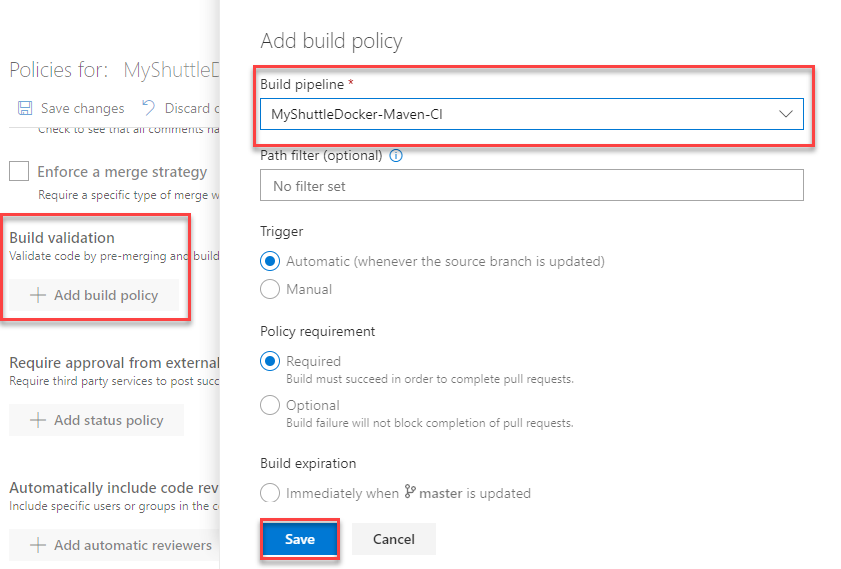 Policies for: MyShuttleD
Save changes
Discard c
Check to see that all comments ha
Enforce a merge strategy
Require a specific type of merge w
Build validation
Validate code by pre-merging and build
Add build policy
Require approval from external
Require third party services to post succ
Add status policy
Automatically include code rev
Include specific users or groups in the c
Add automatic reviewers
Add build policy
Build pipeline *
MyShuttleDocker-Maven-CI
Path filter (optional)
No filter set
Trigger
Automatic (whenever the source branch is updated)
Manual
Policy requirement
Required
Build must succeed in order to complete pull requests.
Optional
Build failure will not block completion of pull requests.
Build expiration
Immediately when master is updated
Save
Cancel